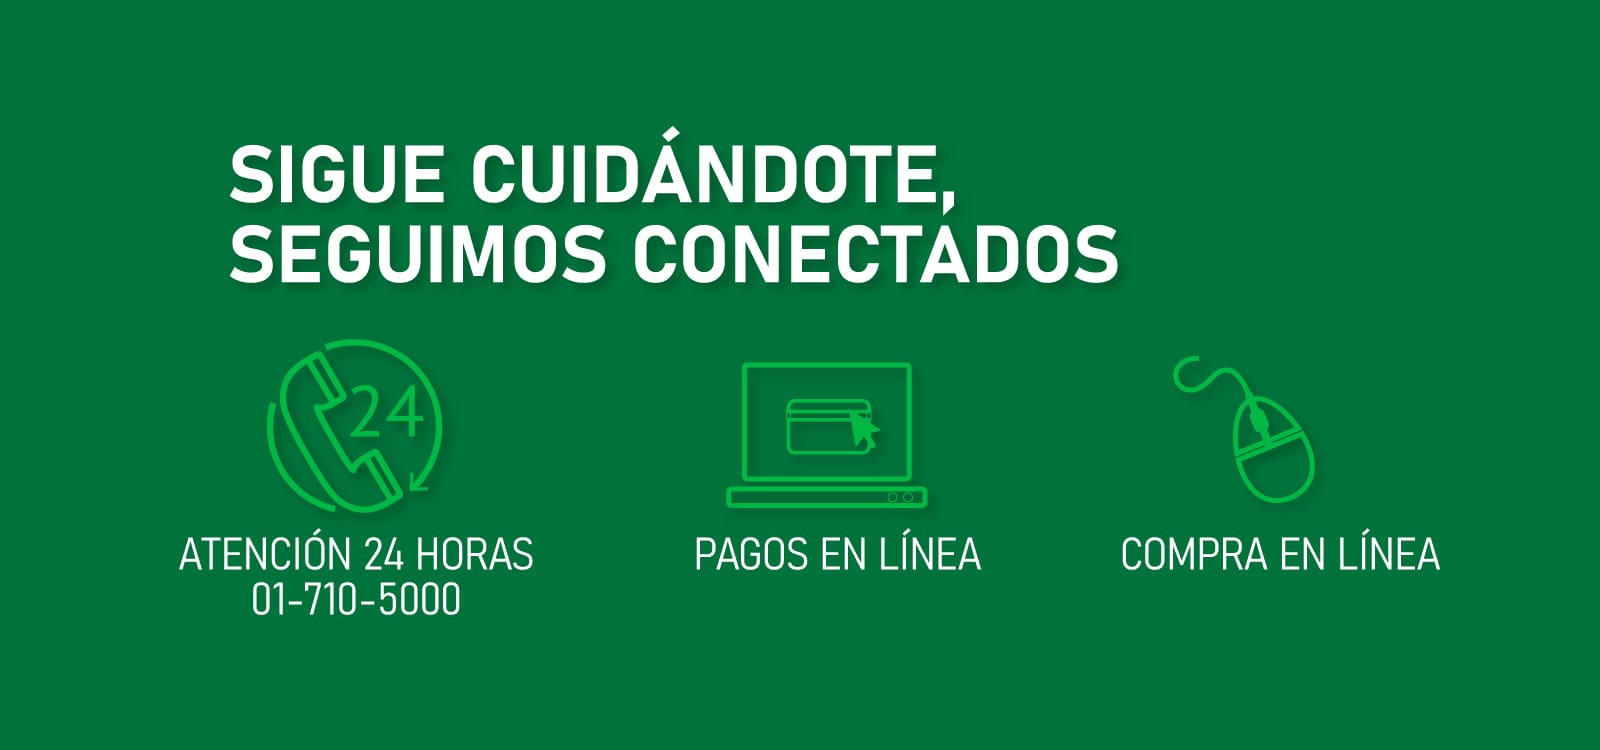 SIGUE CUIDÁNDOTE,
SEGUIMOS CONECTADOS
24
ATENCIÓN 24 HORAS
01-710-5000
PAGOS EN LÍNEA
COMPRA EN LÍNEA